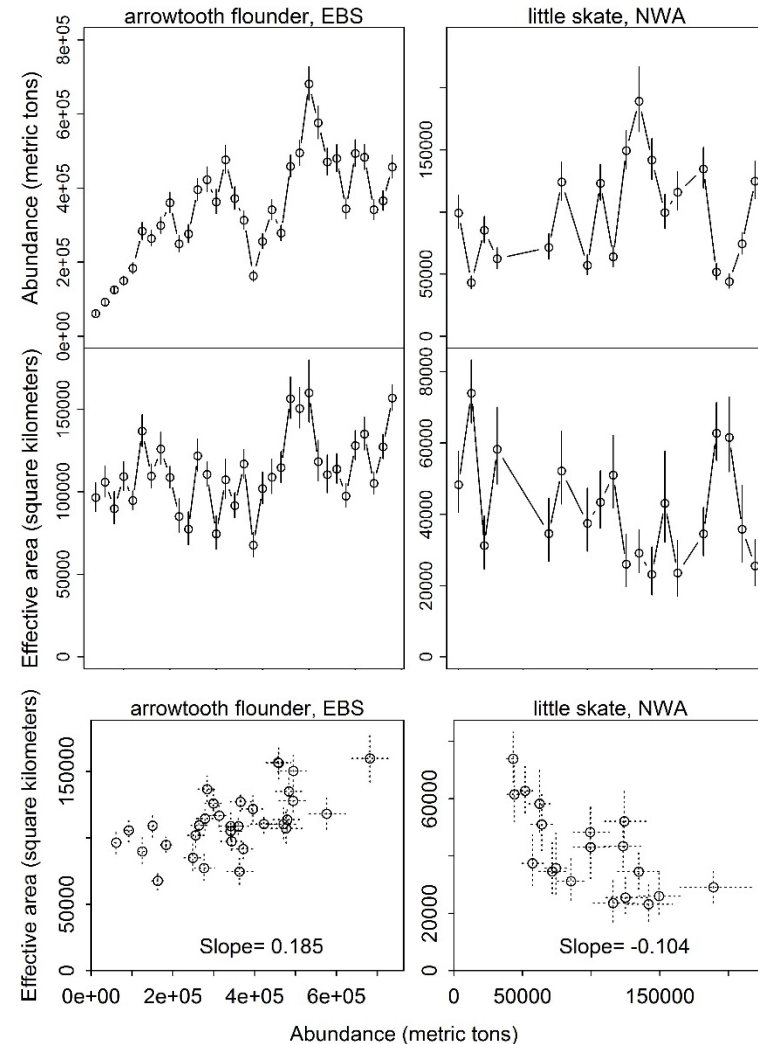 arrowtooth flounder, EBS
little skate, NWA
Abundance (metric tons)
8e+05
6e+05
4e+05
2e+05
0e+00
150000
50000
0
Effective area (square kilometers)
150000
100000
50000
0
80000
60000
40000
20000
0
arrowtooth flounder, EBS
little skate, NWA
Effective area (square kilometers)
150000
50000
0
Slope= 0.185
0e+00 2e+05 4e+05 6e+05
60000
20000
0
Slope= -0.104
0 50000 150000
Abundance (metric tons)